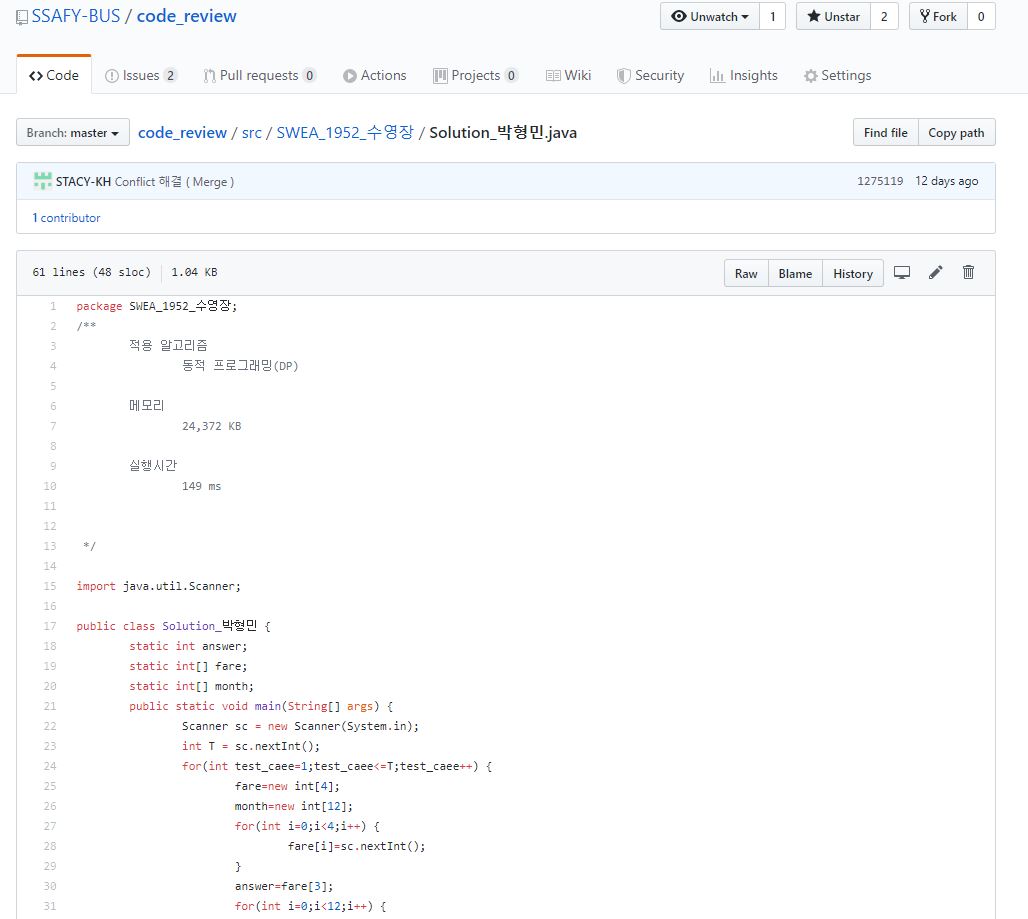 SSAFY-BUS / code_review
Unwatch 1 Unstar 2 Fork 0
Code Issues 2 Pull requests 0 Actions Projects 0 Wiki Security Insights Settings
Branch: master code_review / src / SWEA_1952_수영장 / Solution_박형민.java Find file Copy path
STACY-KH Conflict 해결 ( Merge ) 1275119 12 days ago
1 contributor
61 lines (48 sloc) 1.04 KB Raw Blame History
1 package SWEA_1952_수영장;
2 /**
3 적용 알고리즘
4 동적 프로그래밍(DP)
5
6 메모리
7 24,372 KB
8
9 실행시간
10 149 ms
11
12
13 */
14
15 import java.util.Scanner;
16
17 public class Solution_박형민 {
18 static int answer;
19 static int[] fare;
20 static int[] month;
21 public static void main(String[] args) {
22 Scanner sc = new Scanner(System.in);
23 int T = sc.nextInt();
24 for(int test_caee=1;test_caee<=T;test_caee++) {
25 fare=new int[4];
26 month=new int[12];
27 for(int i=0;i<4;i++) {
28 fare[i]=sc.nextInt();
29 }
30 answer=fare[3];
31 for(int i=0;i<12;i++) {